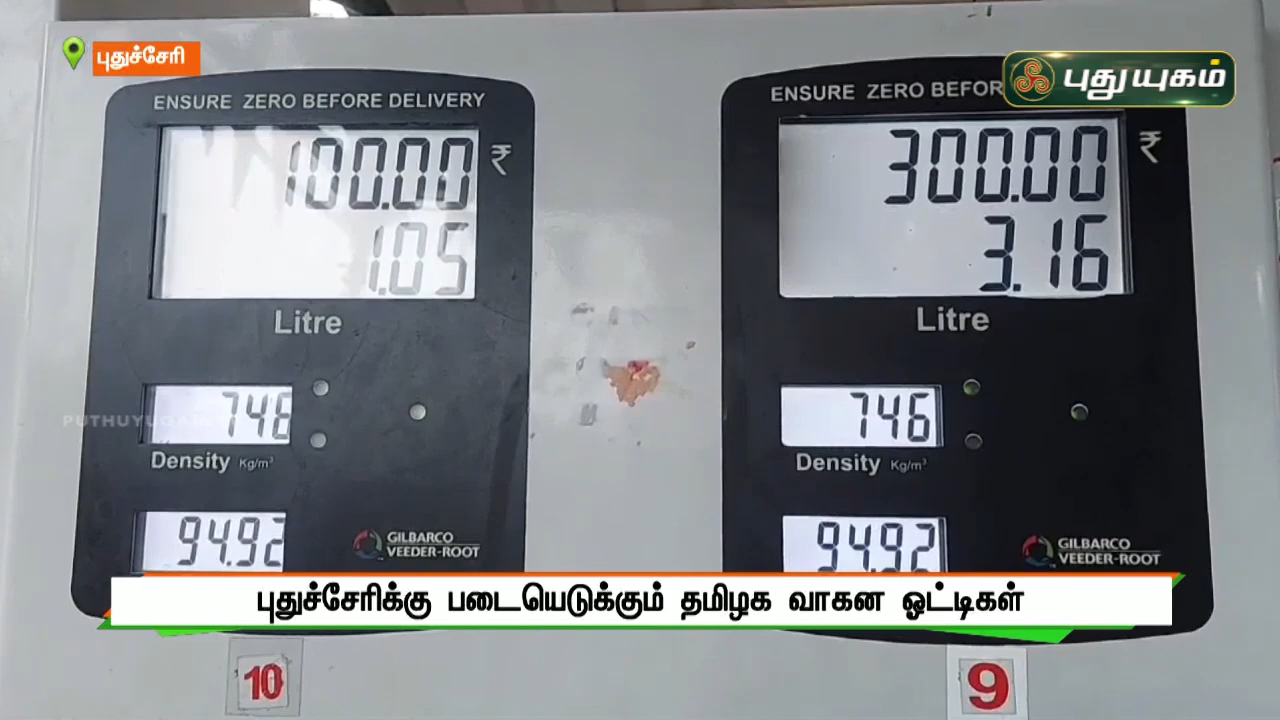 புதுச்சேரி
புதுயுகம்
ENSURE ZERO BEFORE DELIVERY
100.00 ₹
1.05
Litre
748
Density Kg/m³
94.92
GILBARCO
VEEDER-ROOT
10
ENSURE ZERO BEFOR
300.00 ₹
3.16
Litre
746
Density Kg/m³
94.92
GILBARCO
VEEDER-ROOT
9
புதுச்சேரிக்கு படையெடுக்கும் தமிழக வாகன ஓட்டிகள்